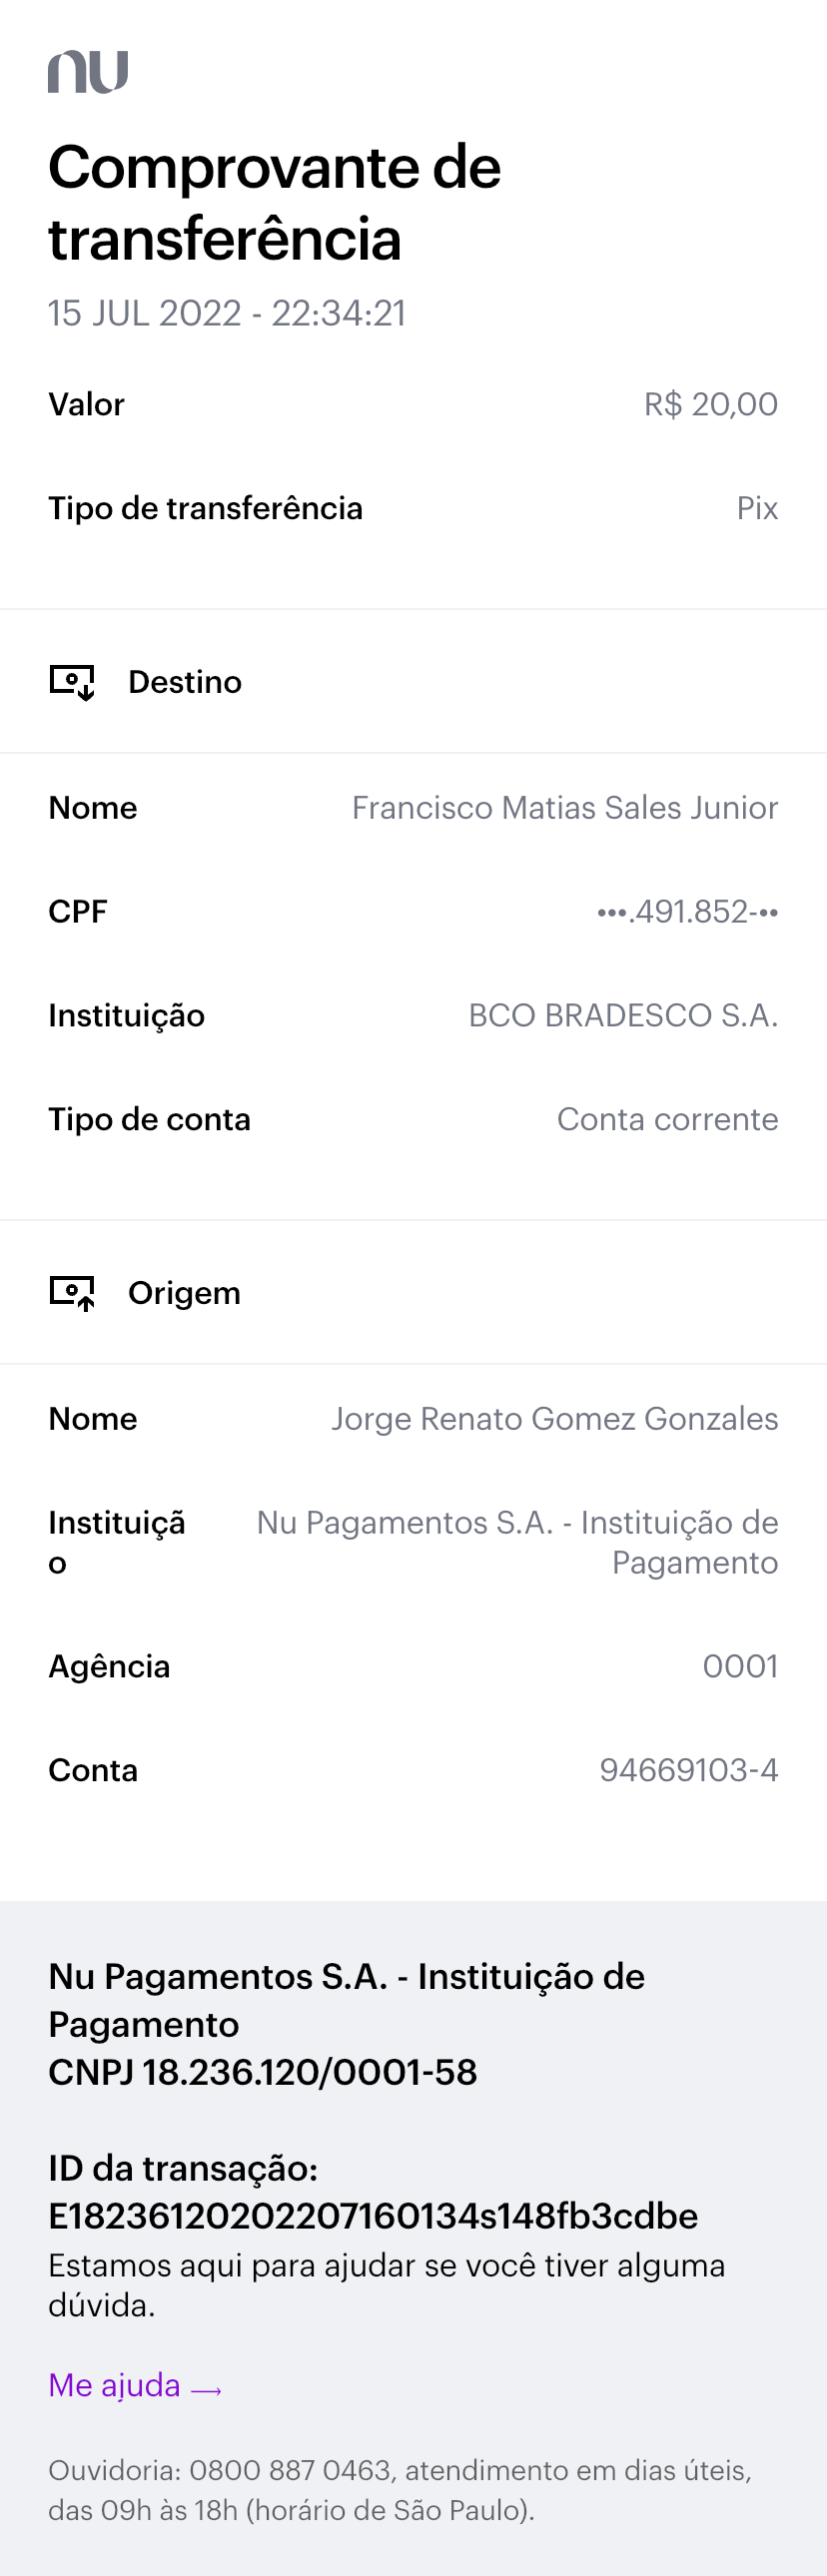 nu
Comprovante de
transferência
15 JUL 2022 - 22:34:21
Valor R$ 20,00
Tipo de transferência Pix
Destino
Nome Francisco Matias Sales Junior
CPF •••.491.852-••
Instituição BCO BRADESCO S.A.
Tipo de conta Conta corrente
Origem
Nome Jorge Renato Gomez Gonzales
Instituiçã Nu Pagamentos S.A. - Instituição de
o Pagamento
Agência 0001
Conta 94669103-4
Nu Pagamentos S.A. - Instituição de
Pagamento
CNPJ 18.236.120/0001-58
ID da transação:
E18236120202207160134s148fb3cdbe
Estamos aqui para ajudar se você tiver alguma
dúvida.
Me ajuda →
Ouvidoria: 0800 887 0463, atendimento em dias úteis,
das 09h às 18h (horário de São Paulo).